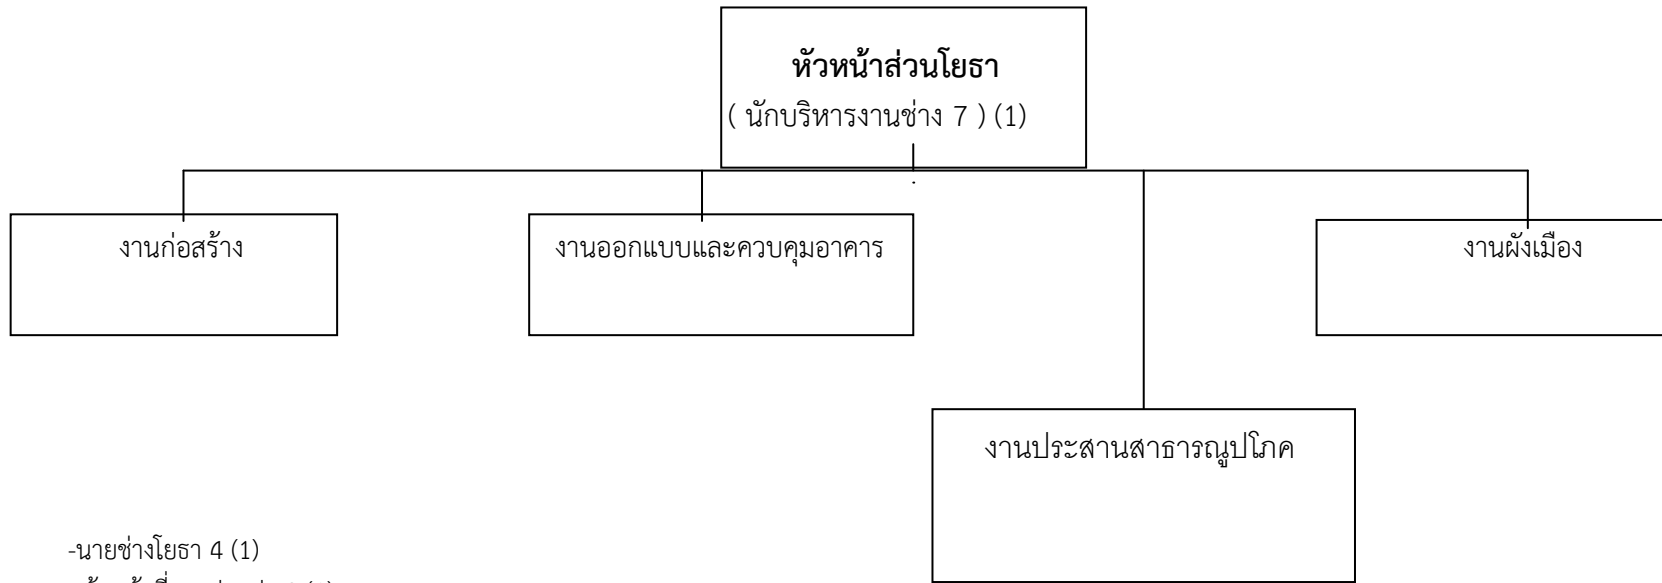 หัวหน้าส่วนโยธา
( นักบริหารงานช่าง 7 ) (1)
งานก่อสร้าง
งานออกแบบและควบคุมอาคาร
งานผังเมือง
งานประสานสาธารณูปโภค
-นายช่างโยธา 4 (1)